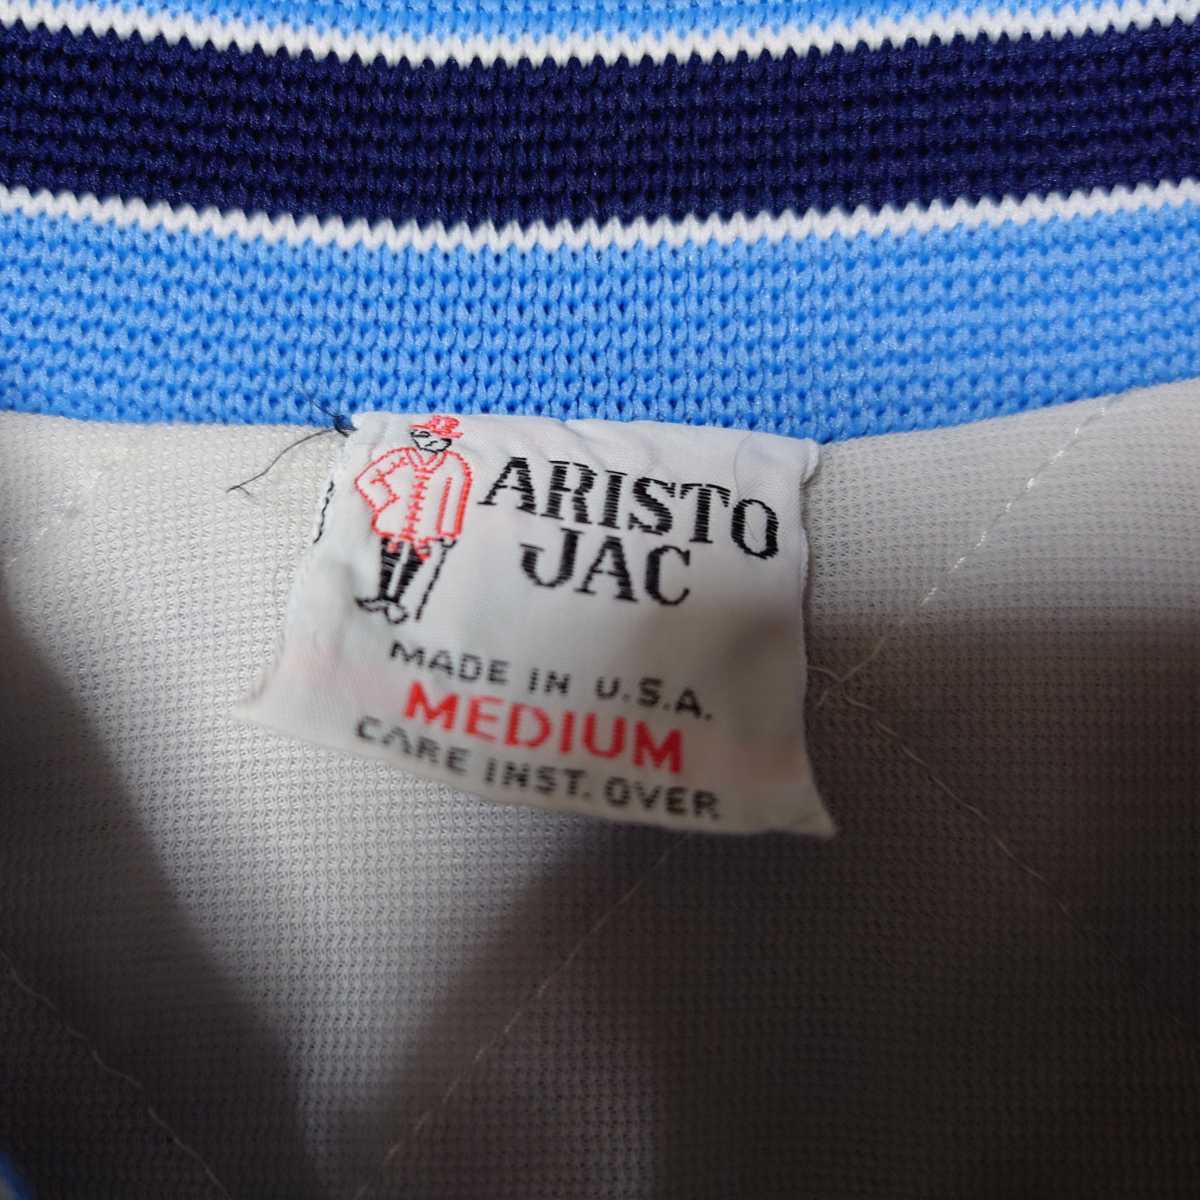 ARISTO
JAC
MADE IN U.S.A.
MEDIUM
CARE INST. OVER